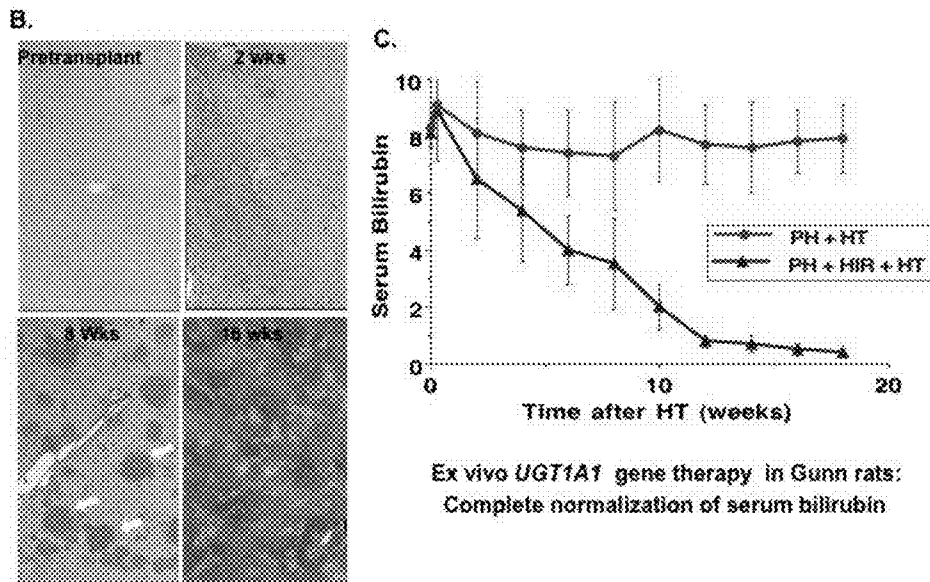 B.
Pretransplant
2 wks
8 Wks
16 wks
C.
10
8
6
4
2
0
Serum Bilirubin
PH + HT
PH + HIR + HT
0
10
20
Time after HT (weeks)
Ex vivo UGT1A1 gene therapy in Gunn rats:
Complete normalization of serum bilirubin